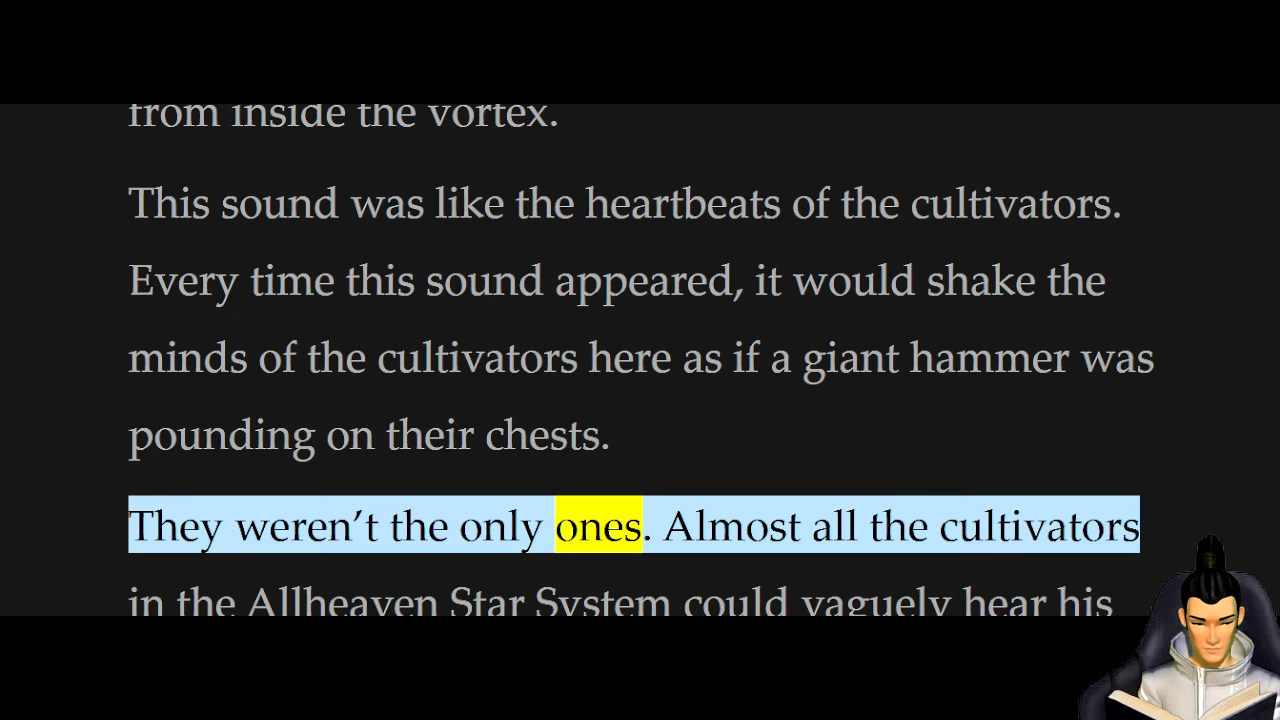 from inside the vortex.
This sound was like the heartbeats of the cultivators.
Every time this sound appeared, it would shake the
minds of the cultivators here as if a giant hammer was
pounding on their chests.
They weren’t the only ones. Almost all the cultivators
in the Allheaven Star System could vaguely hear his